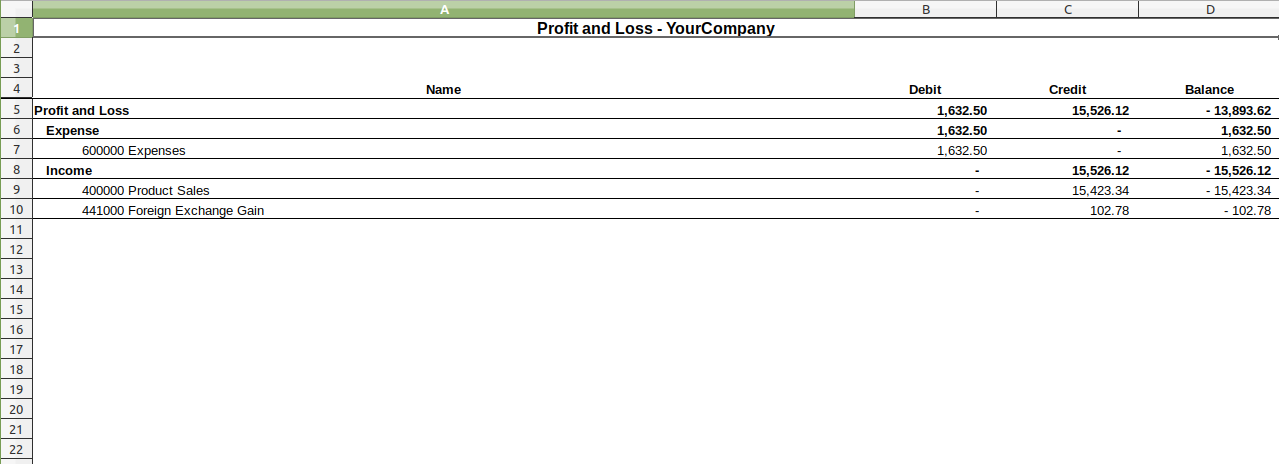 A B C D
1 Profit and Loss - YourCompany
2
3
4 Name Debit Credit Balance
5 Profit and Loss 1,632.50 15,526.12 - 13,893.62
6 Expense 1,632.50 - 1,632.50
7 600000 Expenses 1,632.50 - 1,632.50
8 Income - 15,526.12 - 15,526.12
9 400000 Product Sales - 15,423.34 - 15,423.34
10 441000 Foreign Exchange Gain - 102.78 - 102.78
11
12
13
14
15
16
17
18
19
20
21
22